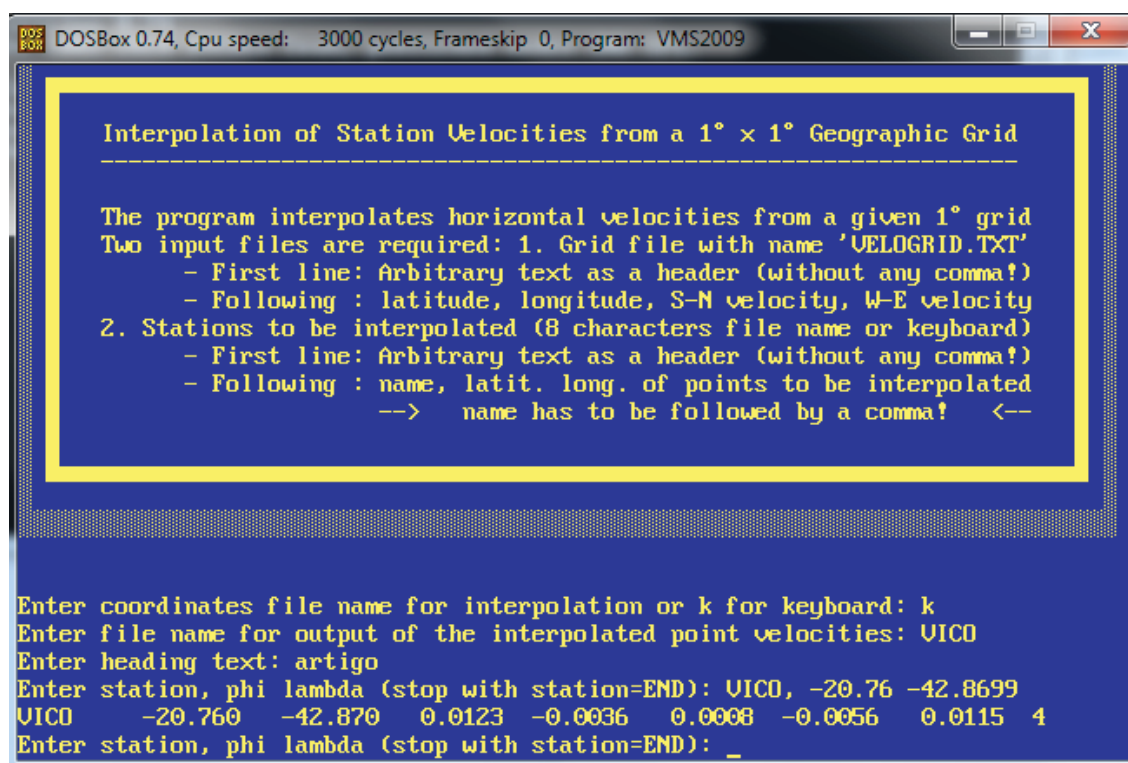 DOS BOX DOSBox 0.74, Cpu speed: 3000 cycles, Frameskip 0, Program: VMS2009
Interpolation of Station Velocities from a 1° x 1° Geographic Grid
------------------------------------------------------------------
The program interpolates horizontal velocities from a given 1° grid
Two input files are required: 1. Grid file with name 'VELOGRID.TXT'
- First line: Arbitrary text as a header (without any comma!)
- Following : latitude, longitude, S-N velocity, W-E velocity
2. Stations to be interpolated (8 characters file name or keyboard)
- First line: Arbitrary text as a header (without any comma!)
- Following : name, latit. long. of points to be interpolated
--> name has to be followed by a comma! <--
Enter coordinates file name for interpolation or k for keyboard: k
Enter file name for output of the interpolated point velocities: VICO
Enter heading text: artigo
Enter station, phi lambda (stop with station=END): VICO, -20.76 -42.8699
VICO -20.760 -42.870 0.0123 -0.0036 0.0008 -0.0056 0.0115 4
Enter station, phi lambda (stop with station=END): _